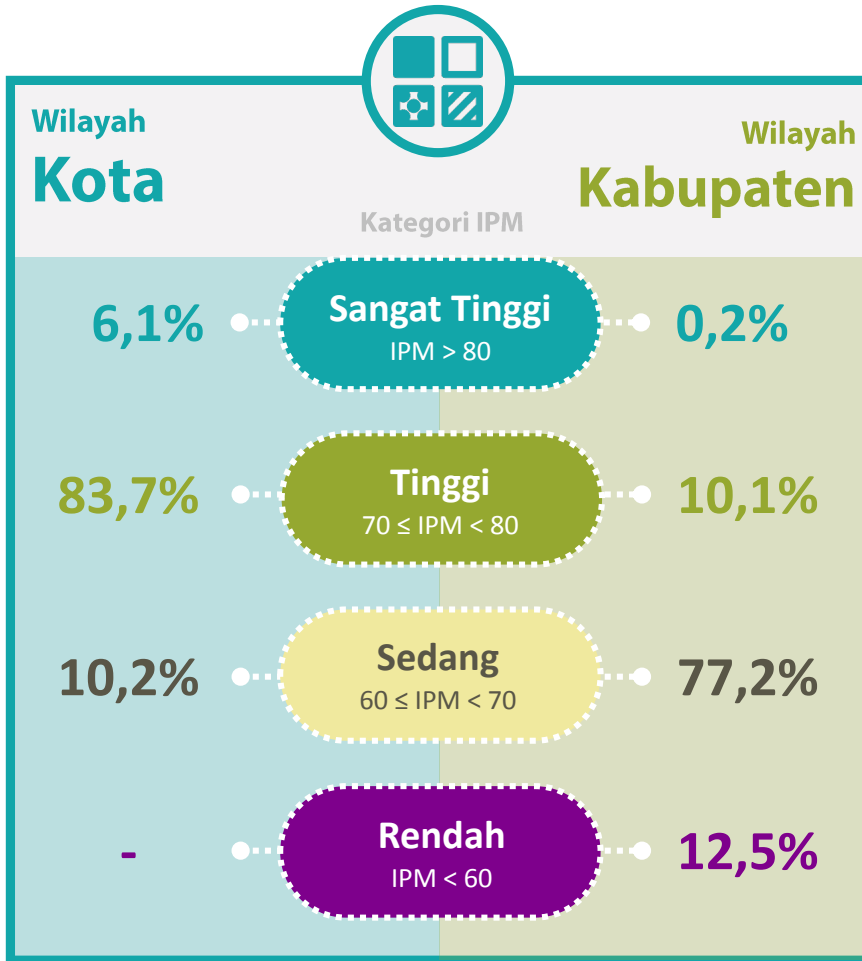 Wilayah
Kota
Wilayah
Kabupaten
Kategori IPM
6,1%
Sangat Tinggi
IPM > 80
0,2%
83,7%
Tinggi
70 ≤ IPM < 80
10,1%
10,2%
Sedang
60 ≤ IPM < 70
77,2%
-
Rendah
IPM < 60
12,5%